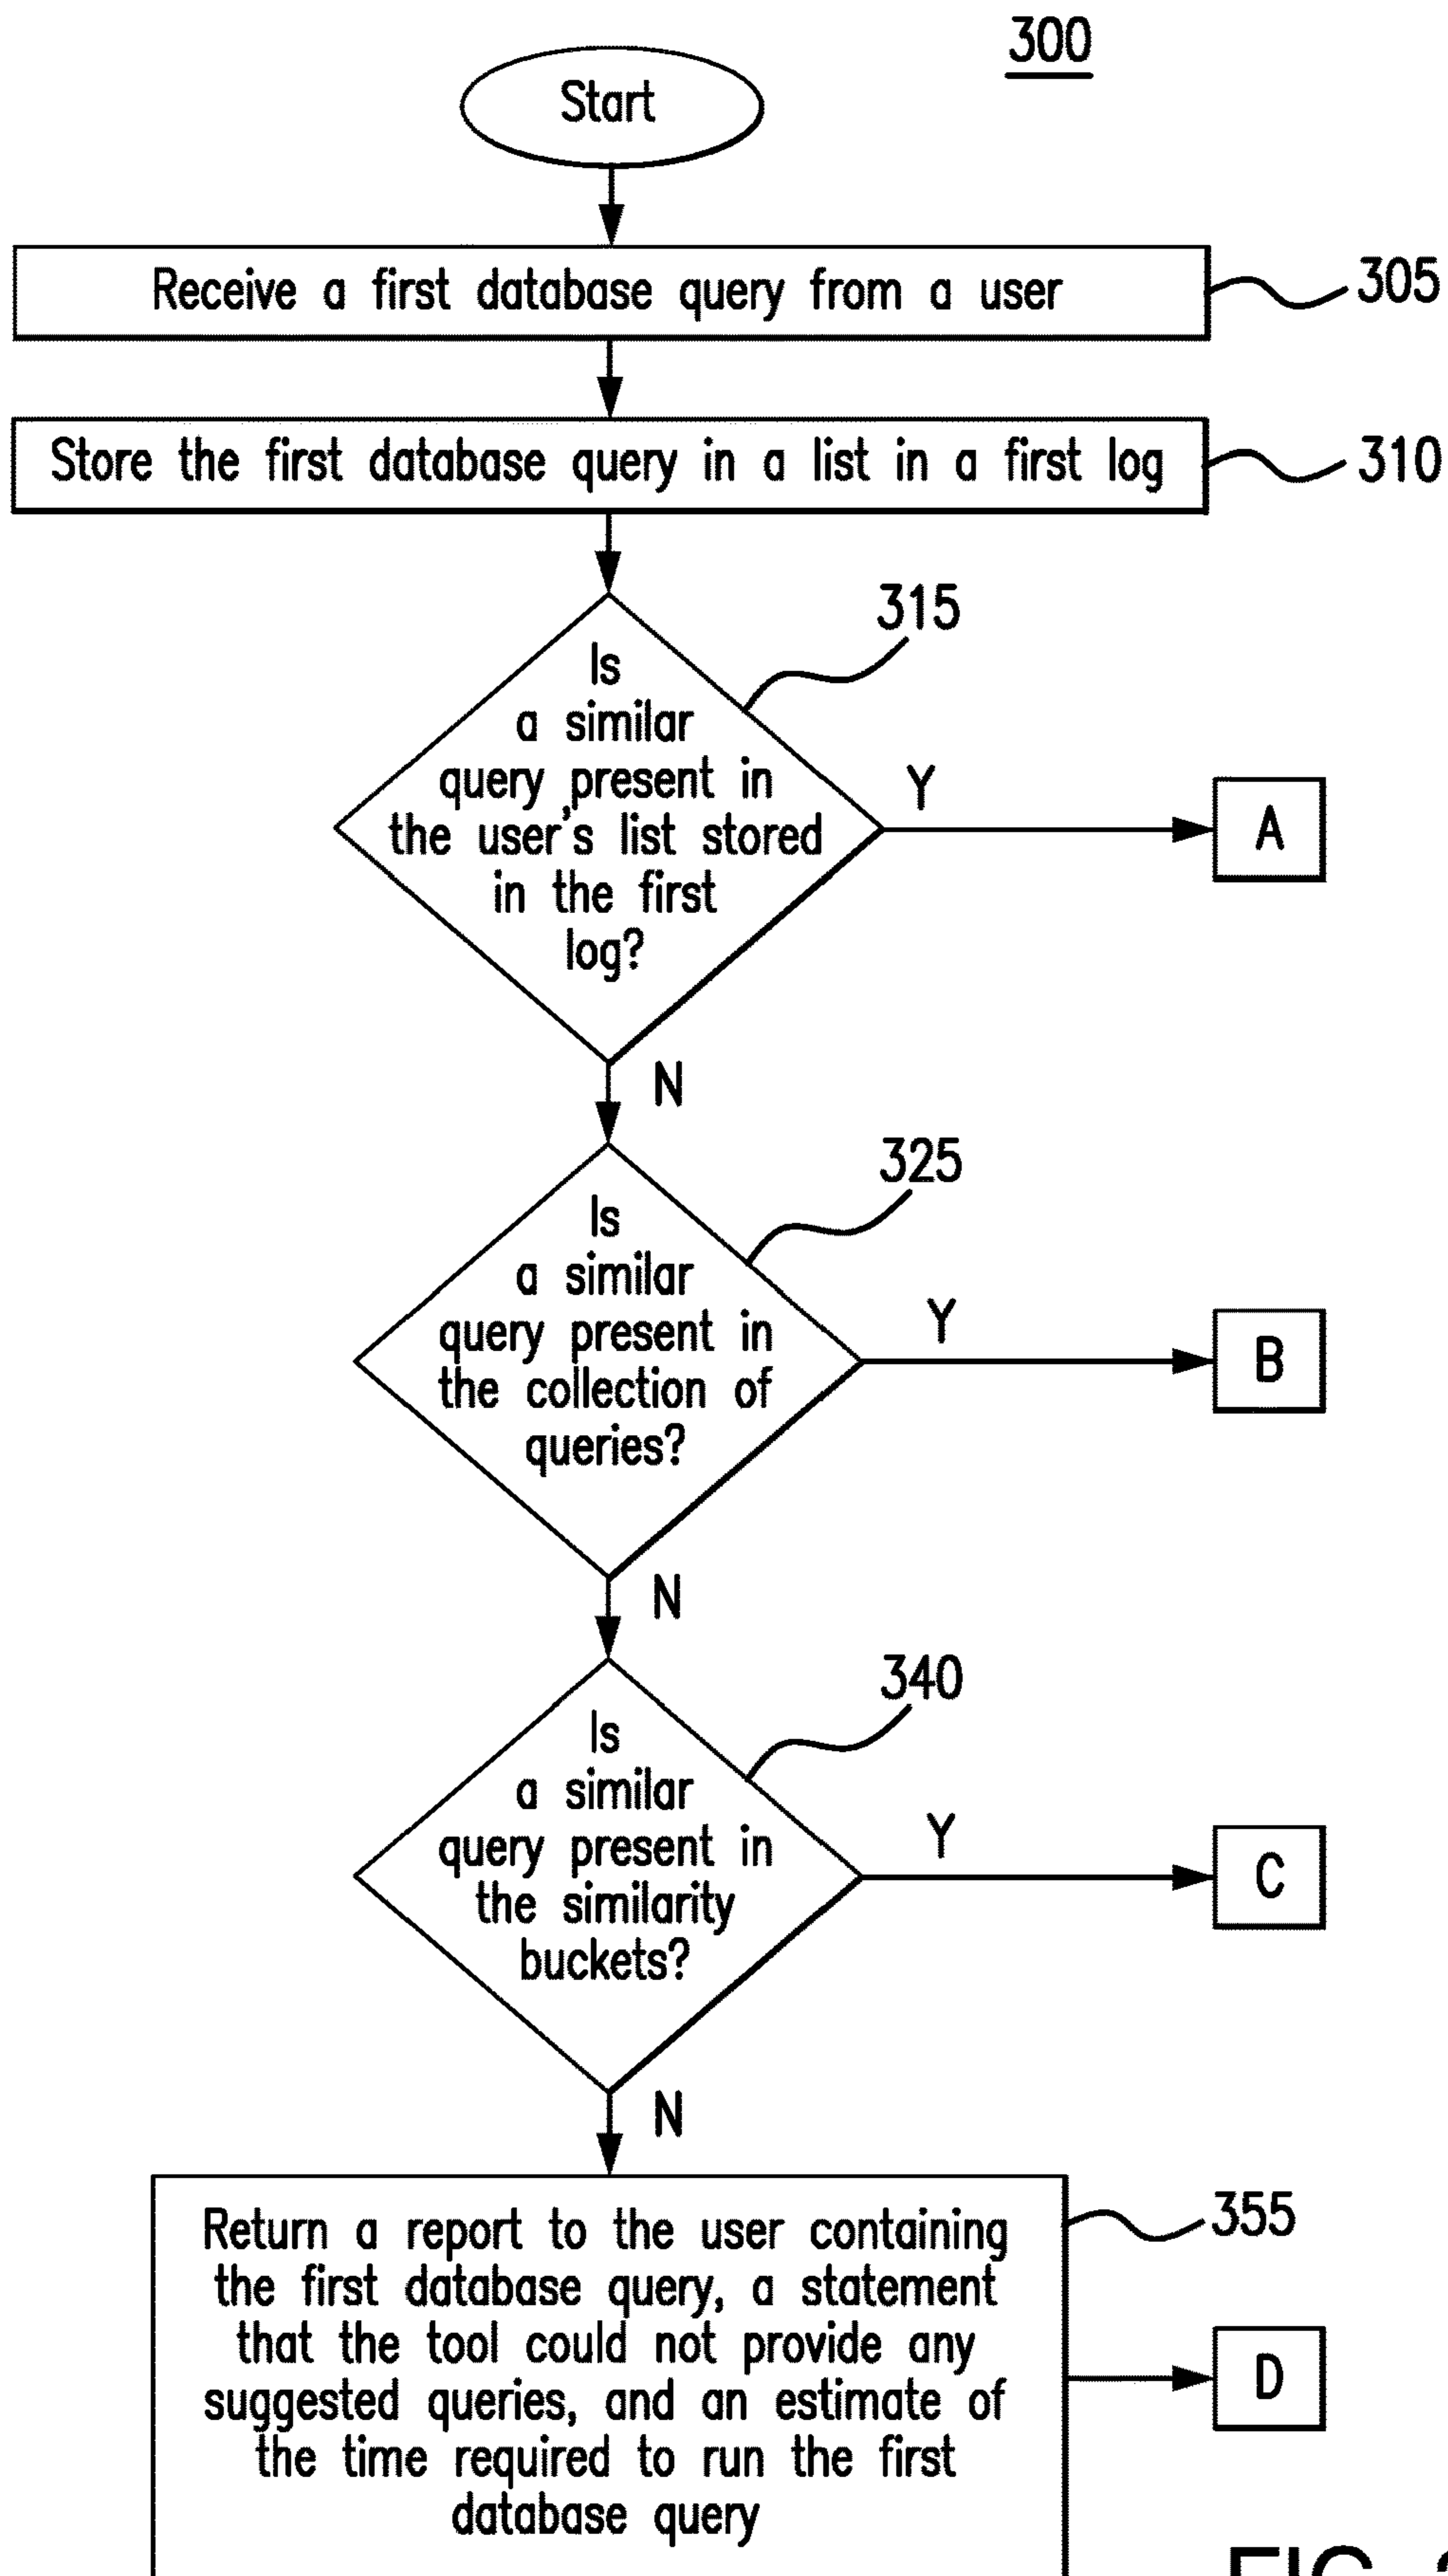 300
Start
Receive a first database query from a user
305
Store the first database query in a list in a first log
310
315
Is
a similar
query present in
the user's list stored
in the first
log?
Y
A
N
325
Is
a similar
query present in
the collection of
queries?
Y
B
N
340
Is
a similar
query present in
the similarity
buckets?
Y
C
N
355
Return a report to the user containing
the first database query, a statement
that the tool could not provide any
suggested queries, and an estimate of
the time required to run the first
database query
D
FIG.